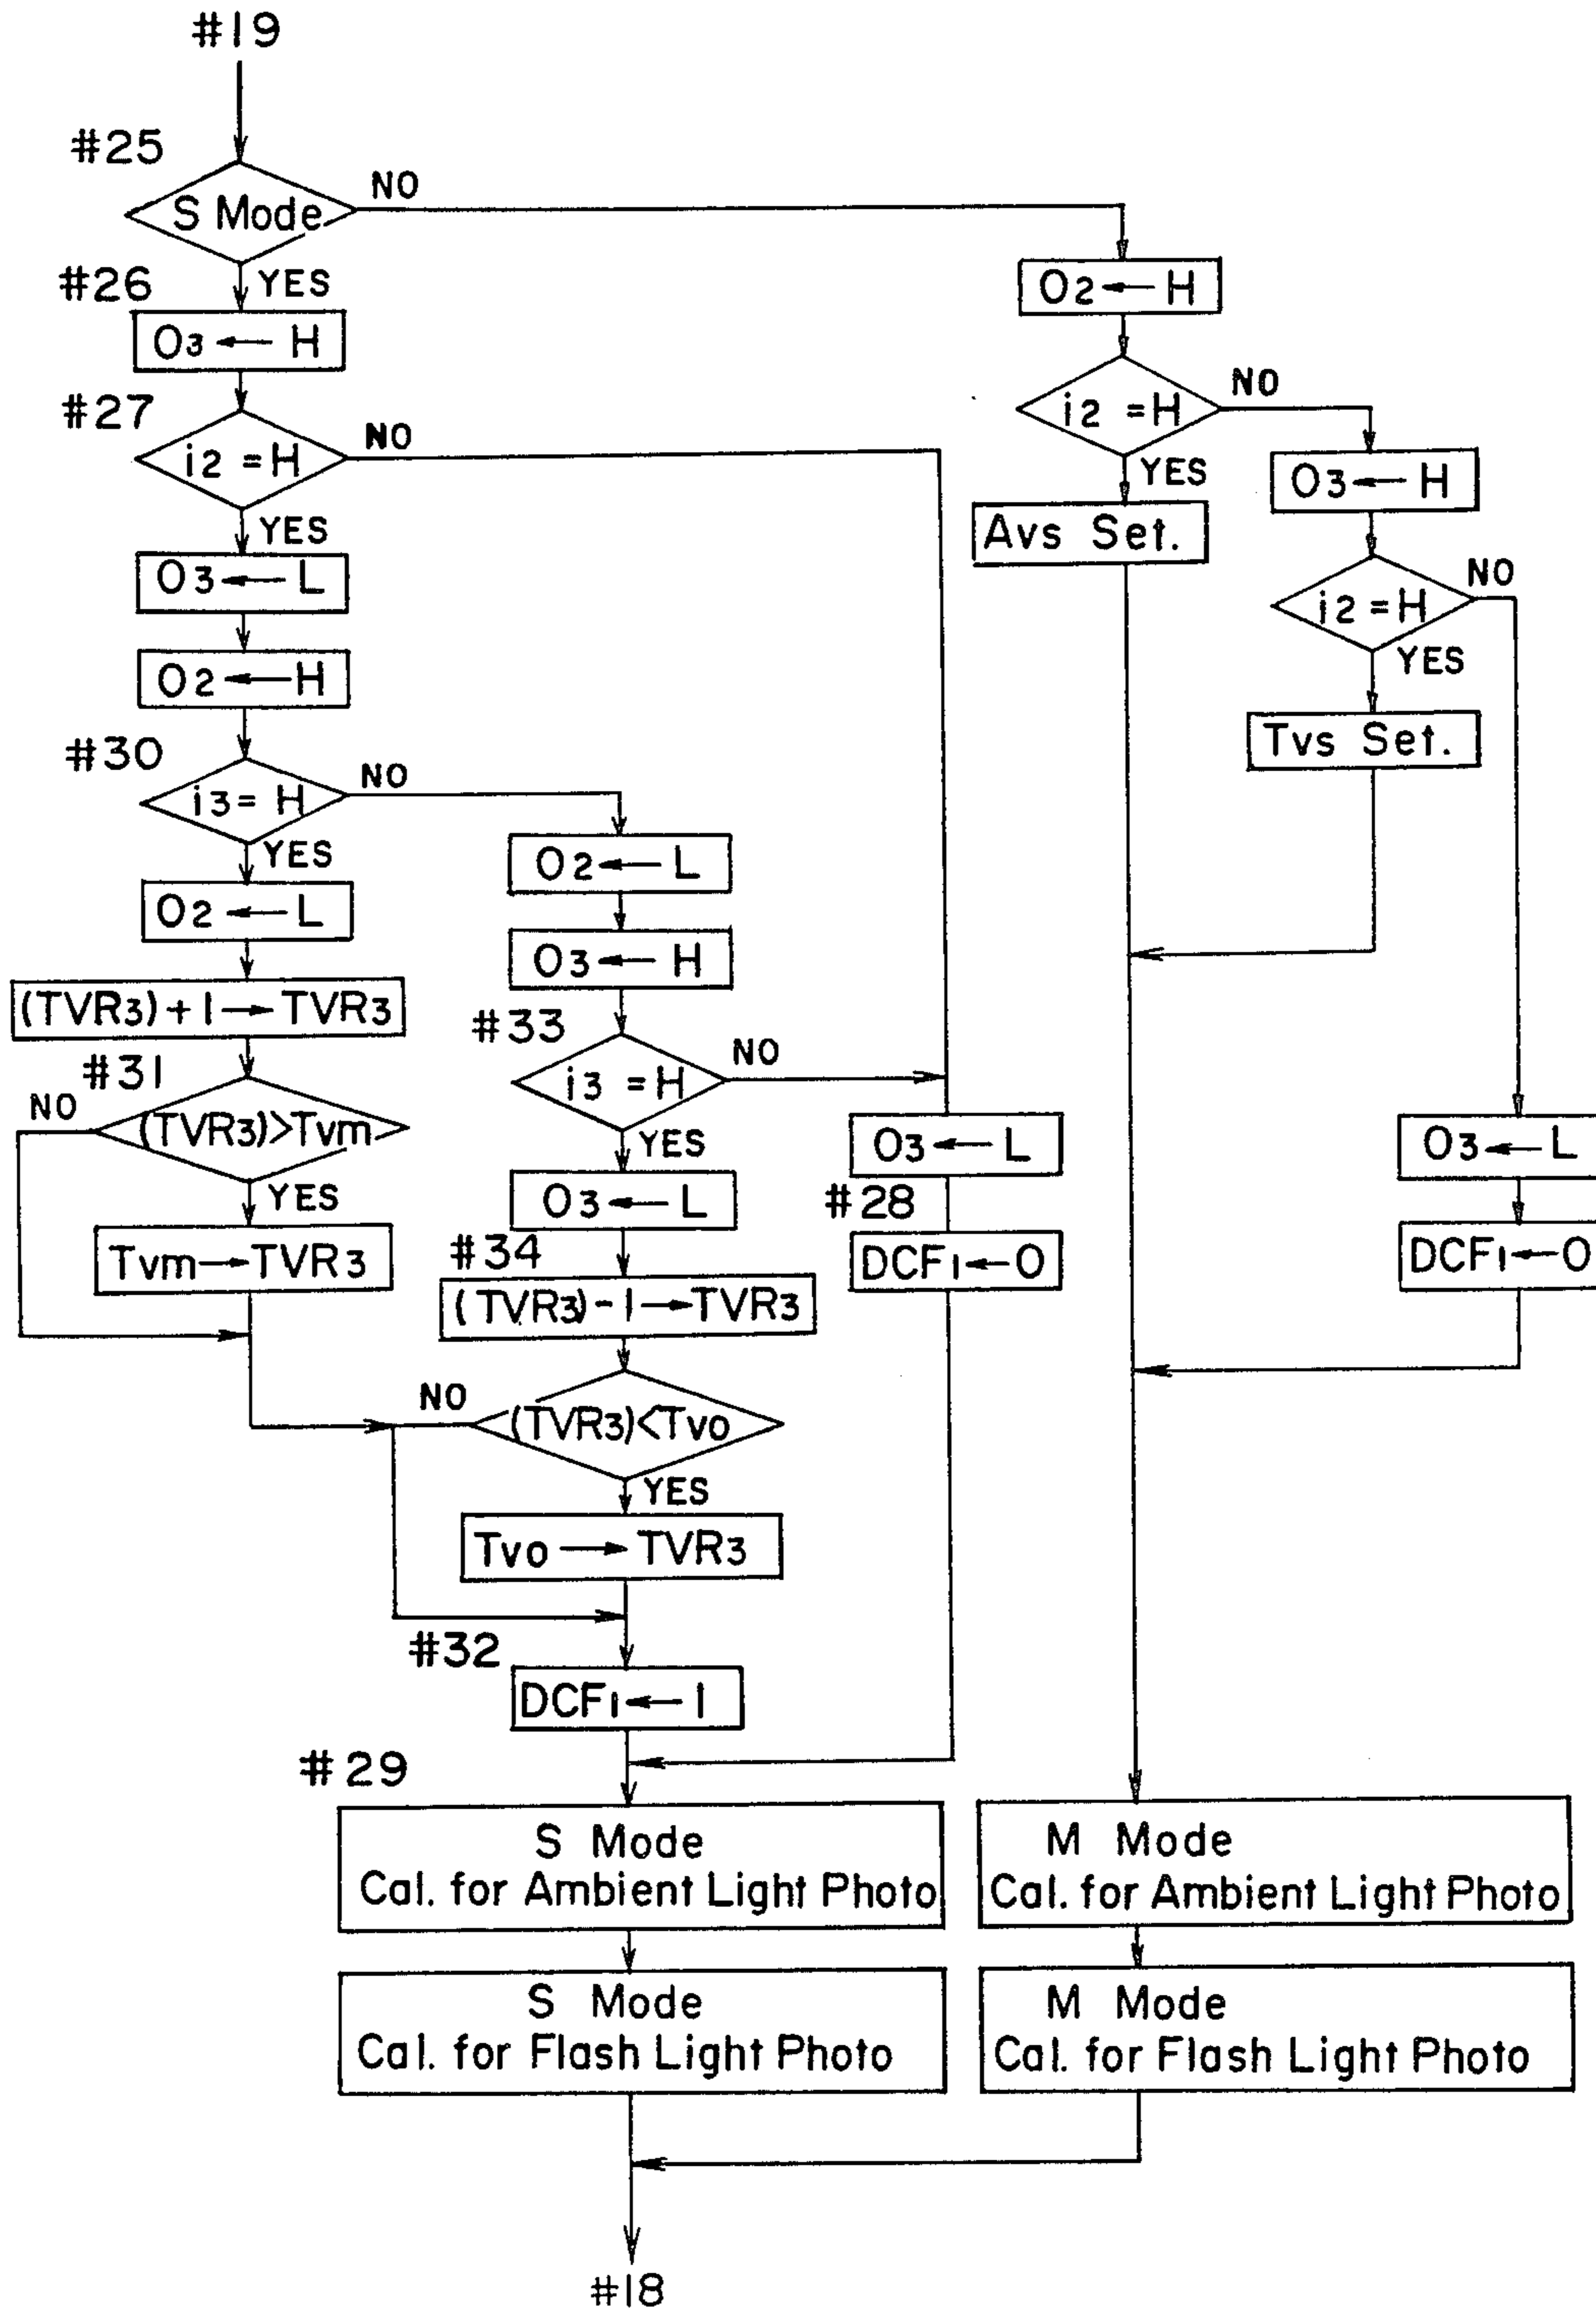 #19
#25
S Mode
NO
YES
#26
O3 ← H
#27
i2 = H
NO
YES
O3 ← L
O2 ← H
#30
i3 = H
NO
YES
O2 ← L
(TVR3) + 1 → TVR3
#31
(TVR3) > Tvm
NO
YES
Tvm → TVR3
O2 ← L
O3 ← H
#33
i3 = H
NO
YES
O3 ← L
#34
(TVR3) - 1 → TVR3
(TVR3) < Tvo
NO
YES
Tvo → TVR3
#32
DCF1 ← 1
O3 ← L
#28
DCF1 ← 0
#29
S Mode
Cal. for Ambient Light Photo
S Mode
Cal. for Flash Light Photo
O2 ← H
i2 = H
NO
YES
Avs Set.
O3 ← H
i2 = H
NO
YES
Tvs Set.
O3 ← L
DCF1 ← 0
M Mode
Cal. for Ambient Light Photo
M Mode
Cal. for Flash Light Photo
#18